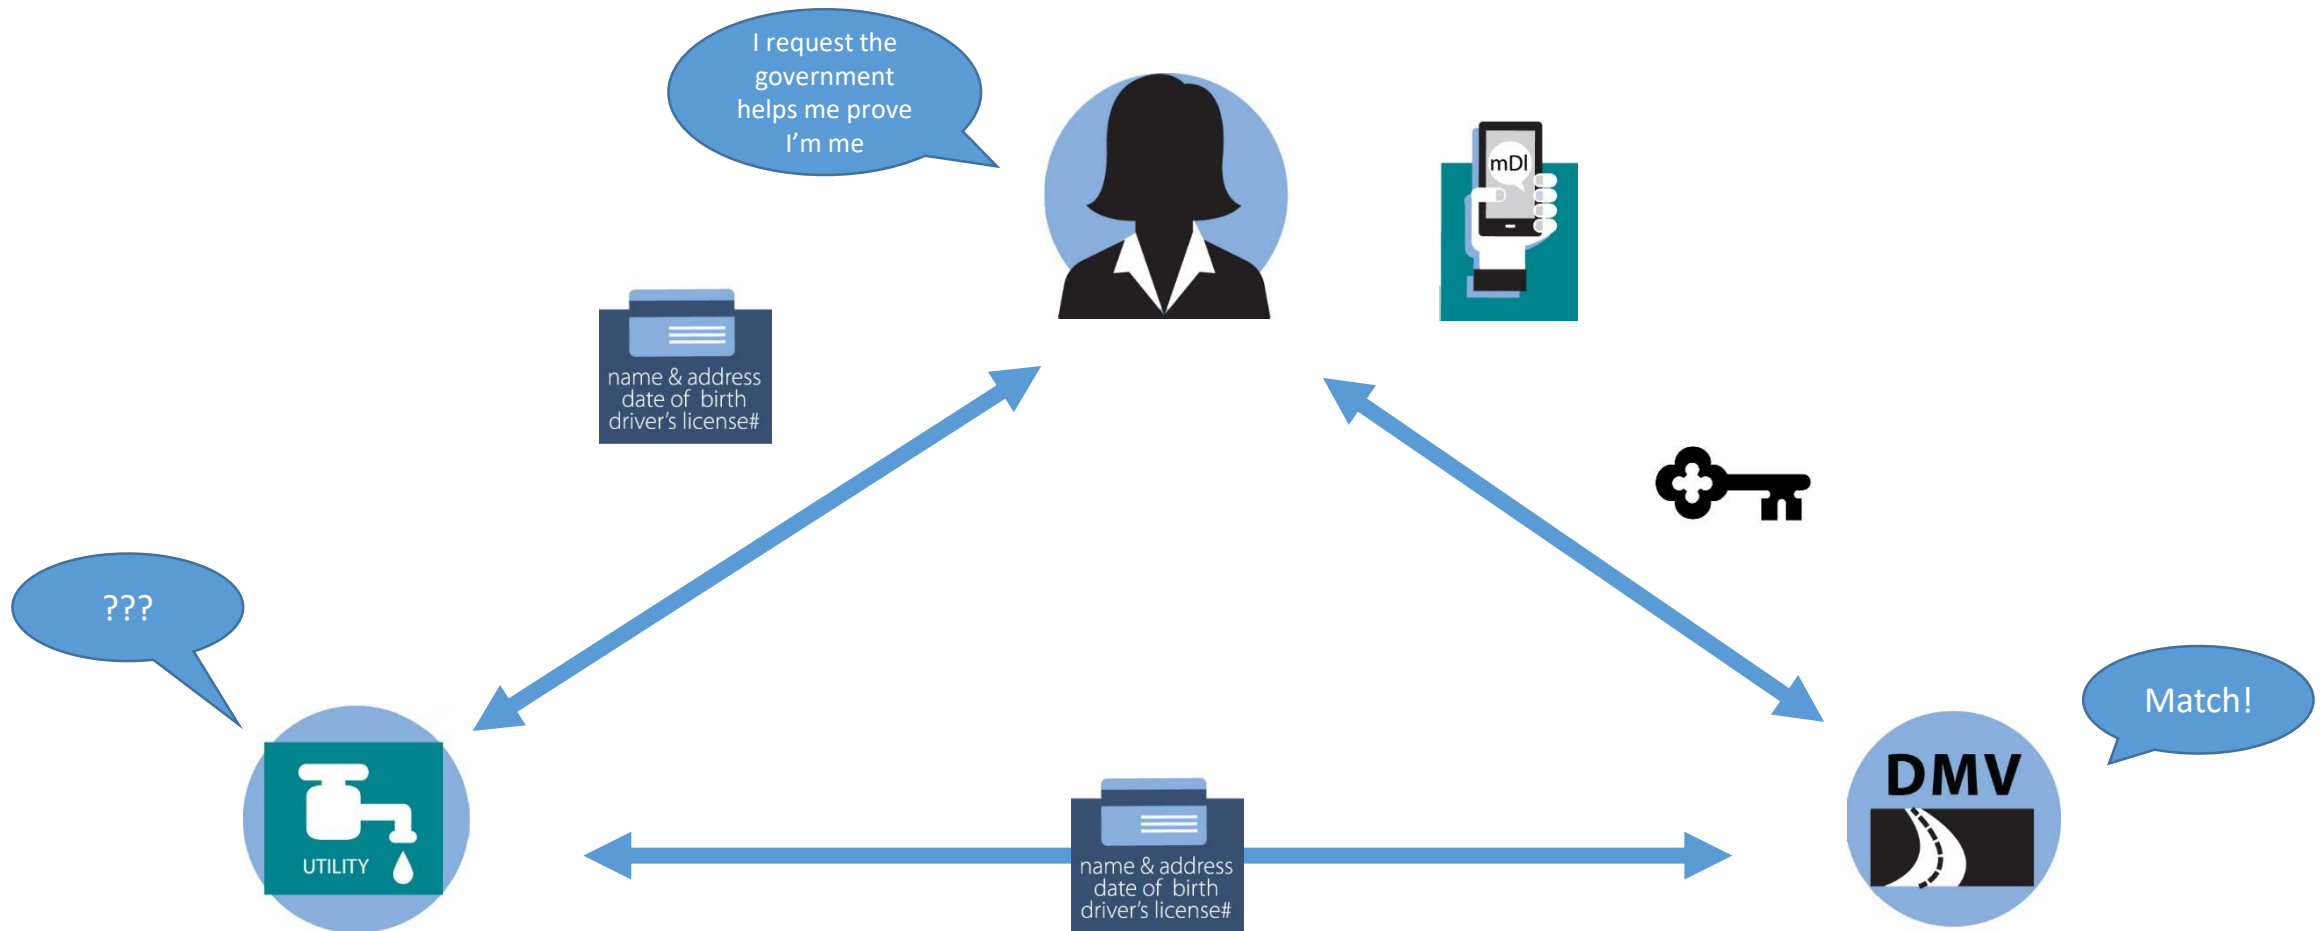 I request the
government
helps me prove
I'm me
mDl
name & address
date of birth
driver's license#
???
UTILITY
name & address
date of birth
driver's license#
DMV
Match!